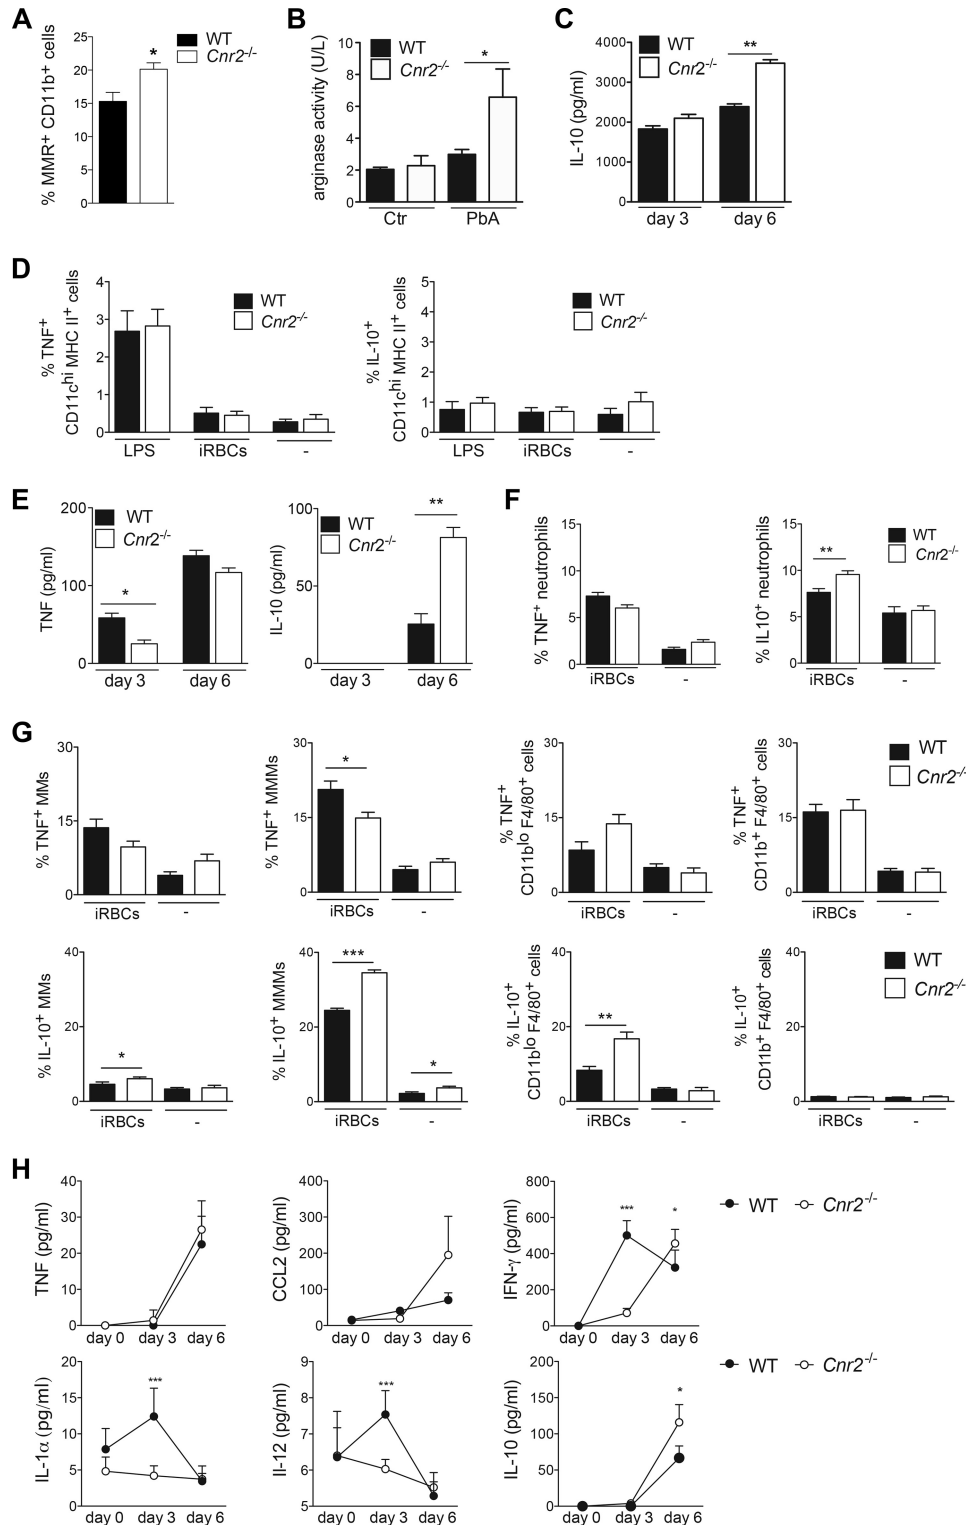 A
% MMR+ CD11b+ cells
25
20
15
10
5
0
*
WT
Cnr2-/-
B
arginase activity (U/L)
10
8
6
4
2
0
WT
Cnr2-/-
*
Ctr
PbA
C
IL-10 (pg/ml)
4000
3000
2000
1000
0
WT
Cnr2-/-
**
day 3
day 6
D
% TNF+
CD11chi MHC II+ cells
4
3
2
1
0
WT
Cnr2-/-
LPS
iRBCs
-
% IL-10+
CD11chi MHC II+ cells
5
4
3
2
1
0
WT
Cnr2-/-
LPS
iRBCs
-
E
TNF
(pg/ml)
200
100
0
WT
Cnr2-/-
*
day 3
day 6
IL-10 (pg/ml)
100
50
0
WT
Cnr2-/-
**
day 3
day 6
F
% TNF+ neutrophils
15
10
5
0
iRBCs
-
% IL10+ neutrophils
15
10
5
0
**
WT
Cnr2-/-
iRBCs
-
G
% TNF+ MMs
30
15
0
iRBCs
-
% TNF+ MMMs
30
15
0
*
iRBCs
-
% TNF+
CD11blo F4/80+ cells
30
15
0
iRBCs
-
% TNF+
CD11b+ F4/80+ cells
30
15
0
WT
Cnr2-/-
iRBCs
-
% IL-10+ MMs
40
20
0
*
iRBCs
-
% IL-10+ MMMs
40
20
0
***
*
iRBCs
-
% IL-10+
CD11blo F4/80+ cells
40
20
0
**
iRBCs
-
% IL-10+
CD11b+ F4/80+ cells
40
20
0
WT
Cnr2-/-
iRBCs
-
H
TNF (pg/ml)
40
30
20
10
0
day 0 day 3 day 6
CCL2 (pg/ml)
400
300
200
100
0
day 0 day 3 day 6
IFN-γ (pg/ml)
800
600
400
200
0
***
*
day 0 day 3 day 6
WT
Cnr2-/-
IL-1α (pg/ml)
20
15
10
5
0
***
day 0 day 3 day 6
Il-12 (pg/ml)
9
8
7
6
5
***
day 0 day 3 day 6
IL-10 (pg/ml)
200
150
100
50
0
*
day 0 day 3 day 6
WT
Cnr2-/-